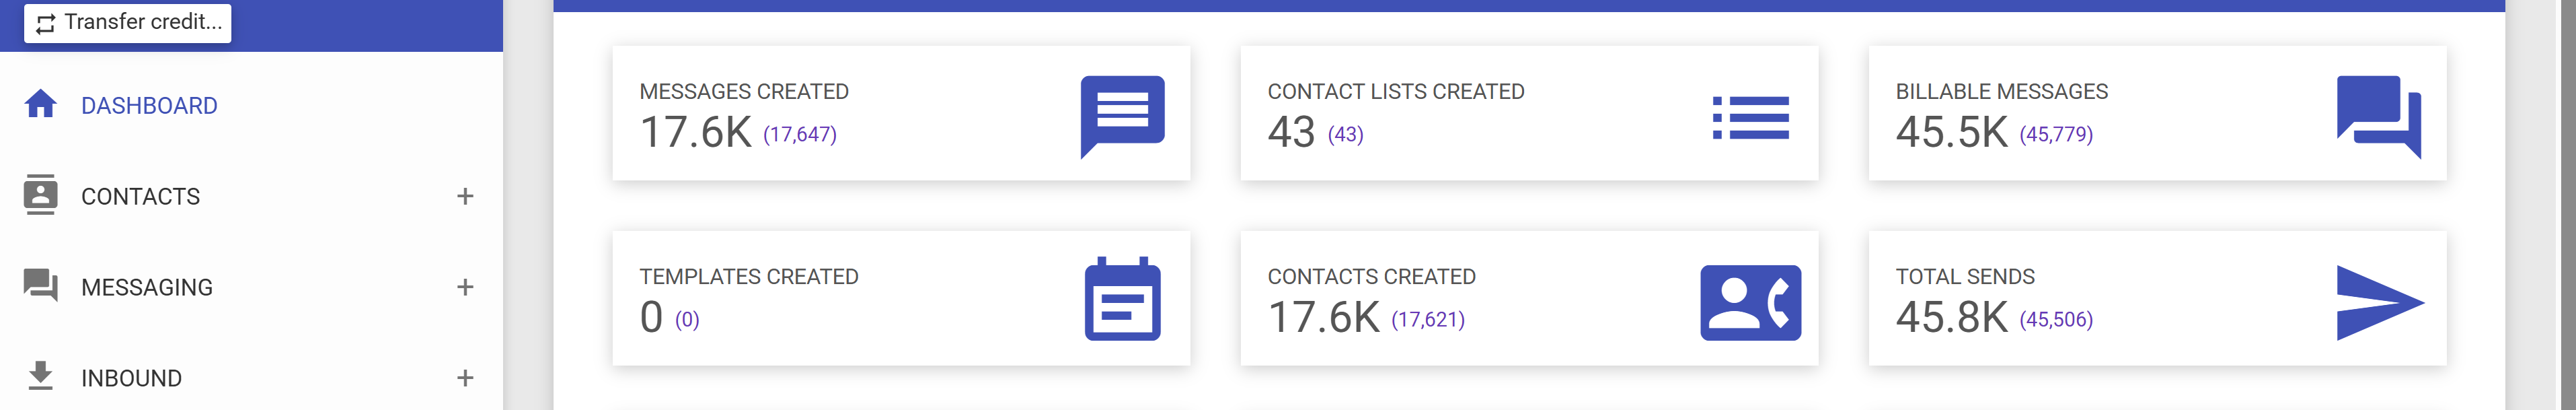 Transfer credit...
DASHBOARD
CONTACTS +
MESSAGING +
INBOUND +
MESSAGES CREATED
17.6K (17,647)
CONTACT LISTS CREATED
43 (43)
BILLABLE MESSAGES
45.5K (45,779)
TEMPLATES CREATED
0 (0)
CONTACTS CREATED
17.6K (17,621)
TOTAL SENDS
45.8K (45,506)